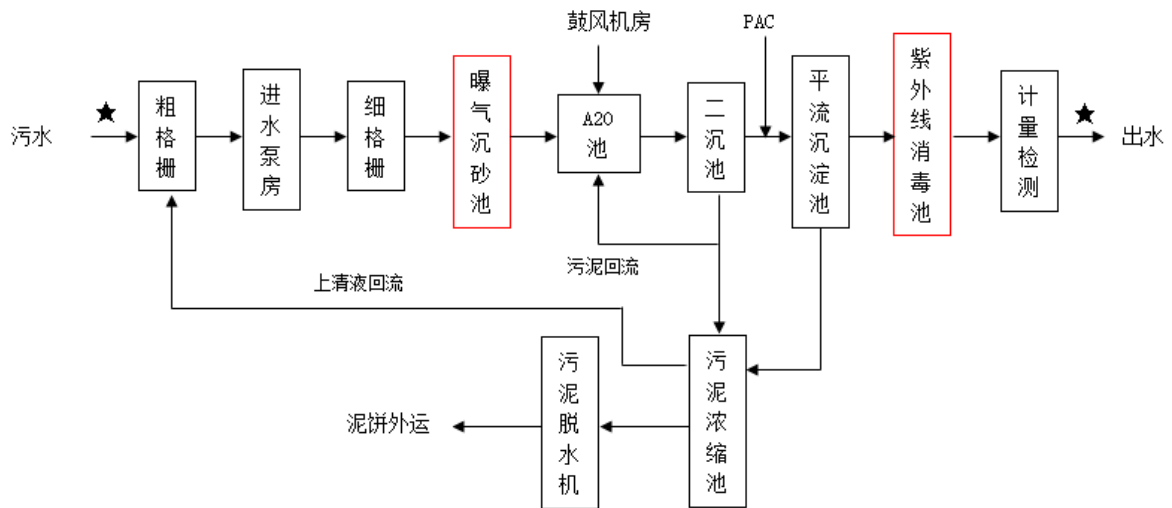 鼓风机房
PAC
污水
粗格栅
进水泵房
细格栅
曝气沉砂池
A2O
池
二沉池
平流沉淀池
紫外线消毒池
计量检测
出水
污泥回流
上清液回流
污泥浓缩池
污泥脱水机
泥饼外运